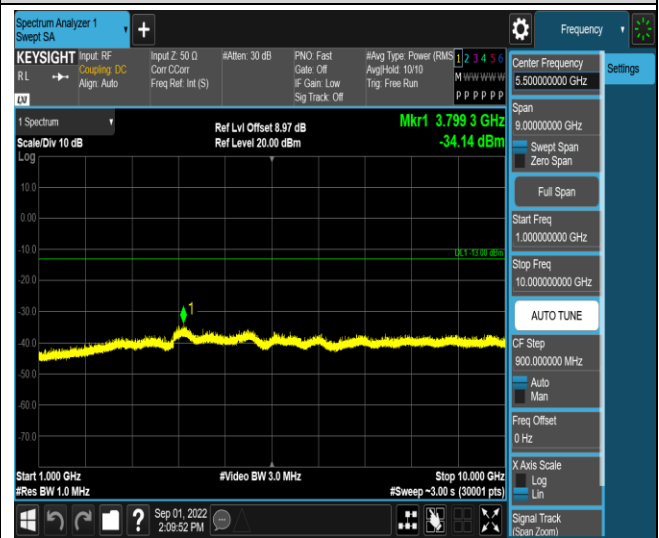 Spectrum Analyzer 1
Swept SA
Frequency
KEYSIGHT
RL
LXI
Input: RF
Coupling: DC
Align: Auto
Input Z: 50 Ω
Corr CCorr
Freq Ref: Int (S)
#Atten: 30 dB
PNO: Fast
Gate: Off
IF Gain: Low
Sig Track: Off
#Avg Type: Power (RMS
Avg|Hold: 10/10
Trig: Free Run
1 2 3 4 5 6
M W W W W W
P P P P P P
Center Frequency
5.500000000 GHz
Settings
Span
9.00000000 GHz
Swept Span
Zero Span
Full Span
Start Freq
1.000000000 GHz
Stop Freq
10.000000000 GHz
AUTO TUNE
CF Step
900.000000 MHz
Auto
Man
Freq Offset
0 Hz
X Axis Scale
Log
Lin
Signal Track
(Span Zoom)
1 Spectrum
Scale/Div 10 dB
Ref Lvl Offset 8.97 dB
Ref Level 20.00 dBm
Mkr1 3.799 3 GHz
-34.14 dBm
Log
10.0
0.00
-10.0
DL1 -13.00 dBm
-20.0
-30.0
1
-40.0
-50.0
-60.0
-70.0
Start 1.000 GHz
#Video BW 3.0 MHz
Stop 10.000 GHz
#Res BW 1.0 MHz
#Sweep ~3.00 s (30001 pts)
?
Sep 01, 2022
2:09:52 PM